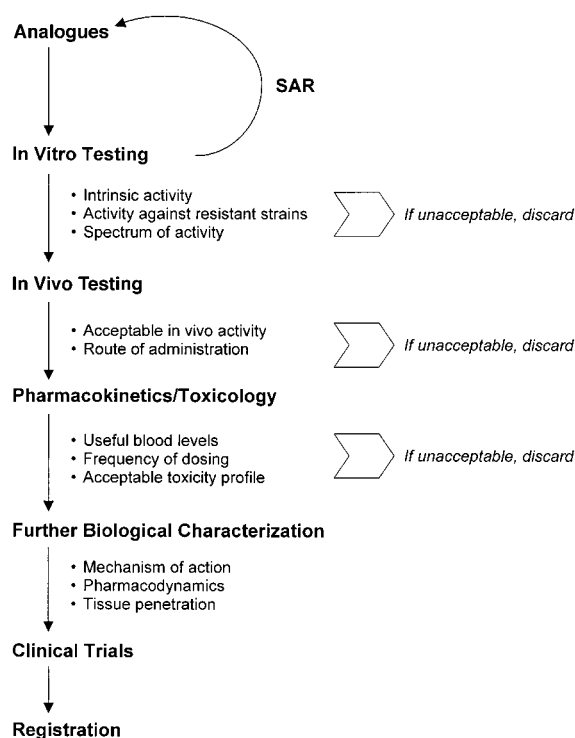 Analogues
SAR
In Vitro Testing
• Intrinsic activity
• Activity against resistant strains
• Spectrum of activity
If unacceptable, discard
In Vivo Testing
• Acceptable in vivo activity
• Route of administration
If unacceptable, discard
Pharmacokinetics/Toxicology
• Useful blood levels
• Frequency of dosing
• Acceptable toxicity profile
If unacceptable, discard
Further Biological Characterization
• Mechanism of action
• Pharmacodynamics
• Tissue penetration
Clinical Trials
Registration